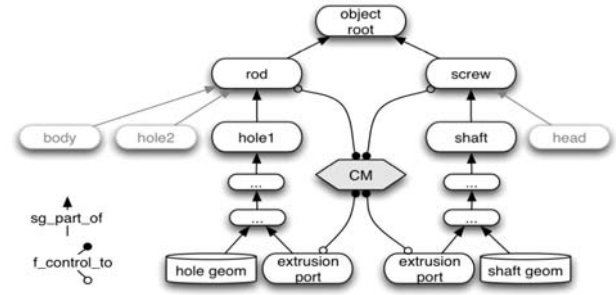 object
root
rod
screw
body
hole2
hole1
shaft
head
CM
...
...
...
...
sg_part_of
f_control_to
hole geom
extrusion
port
extrusion
port
shaft geom